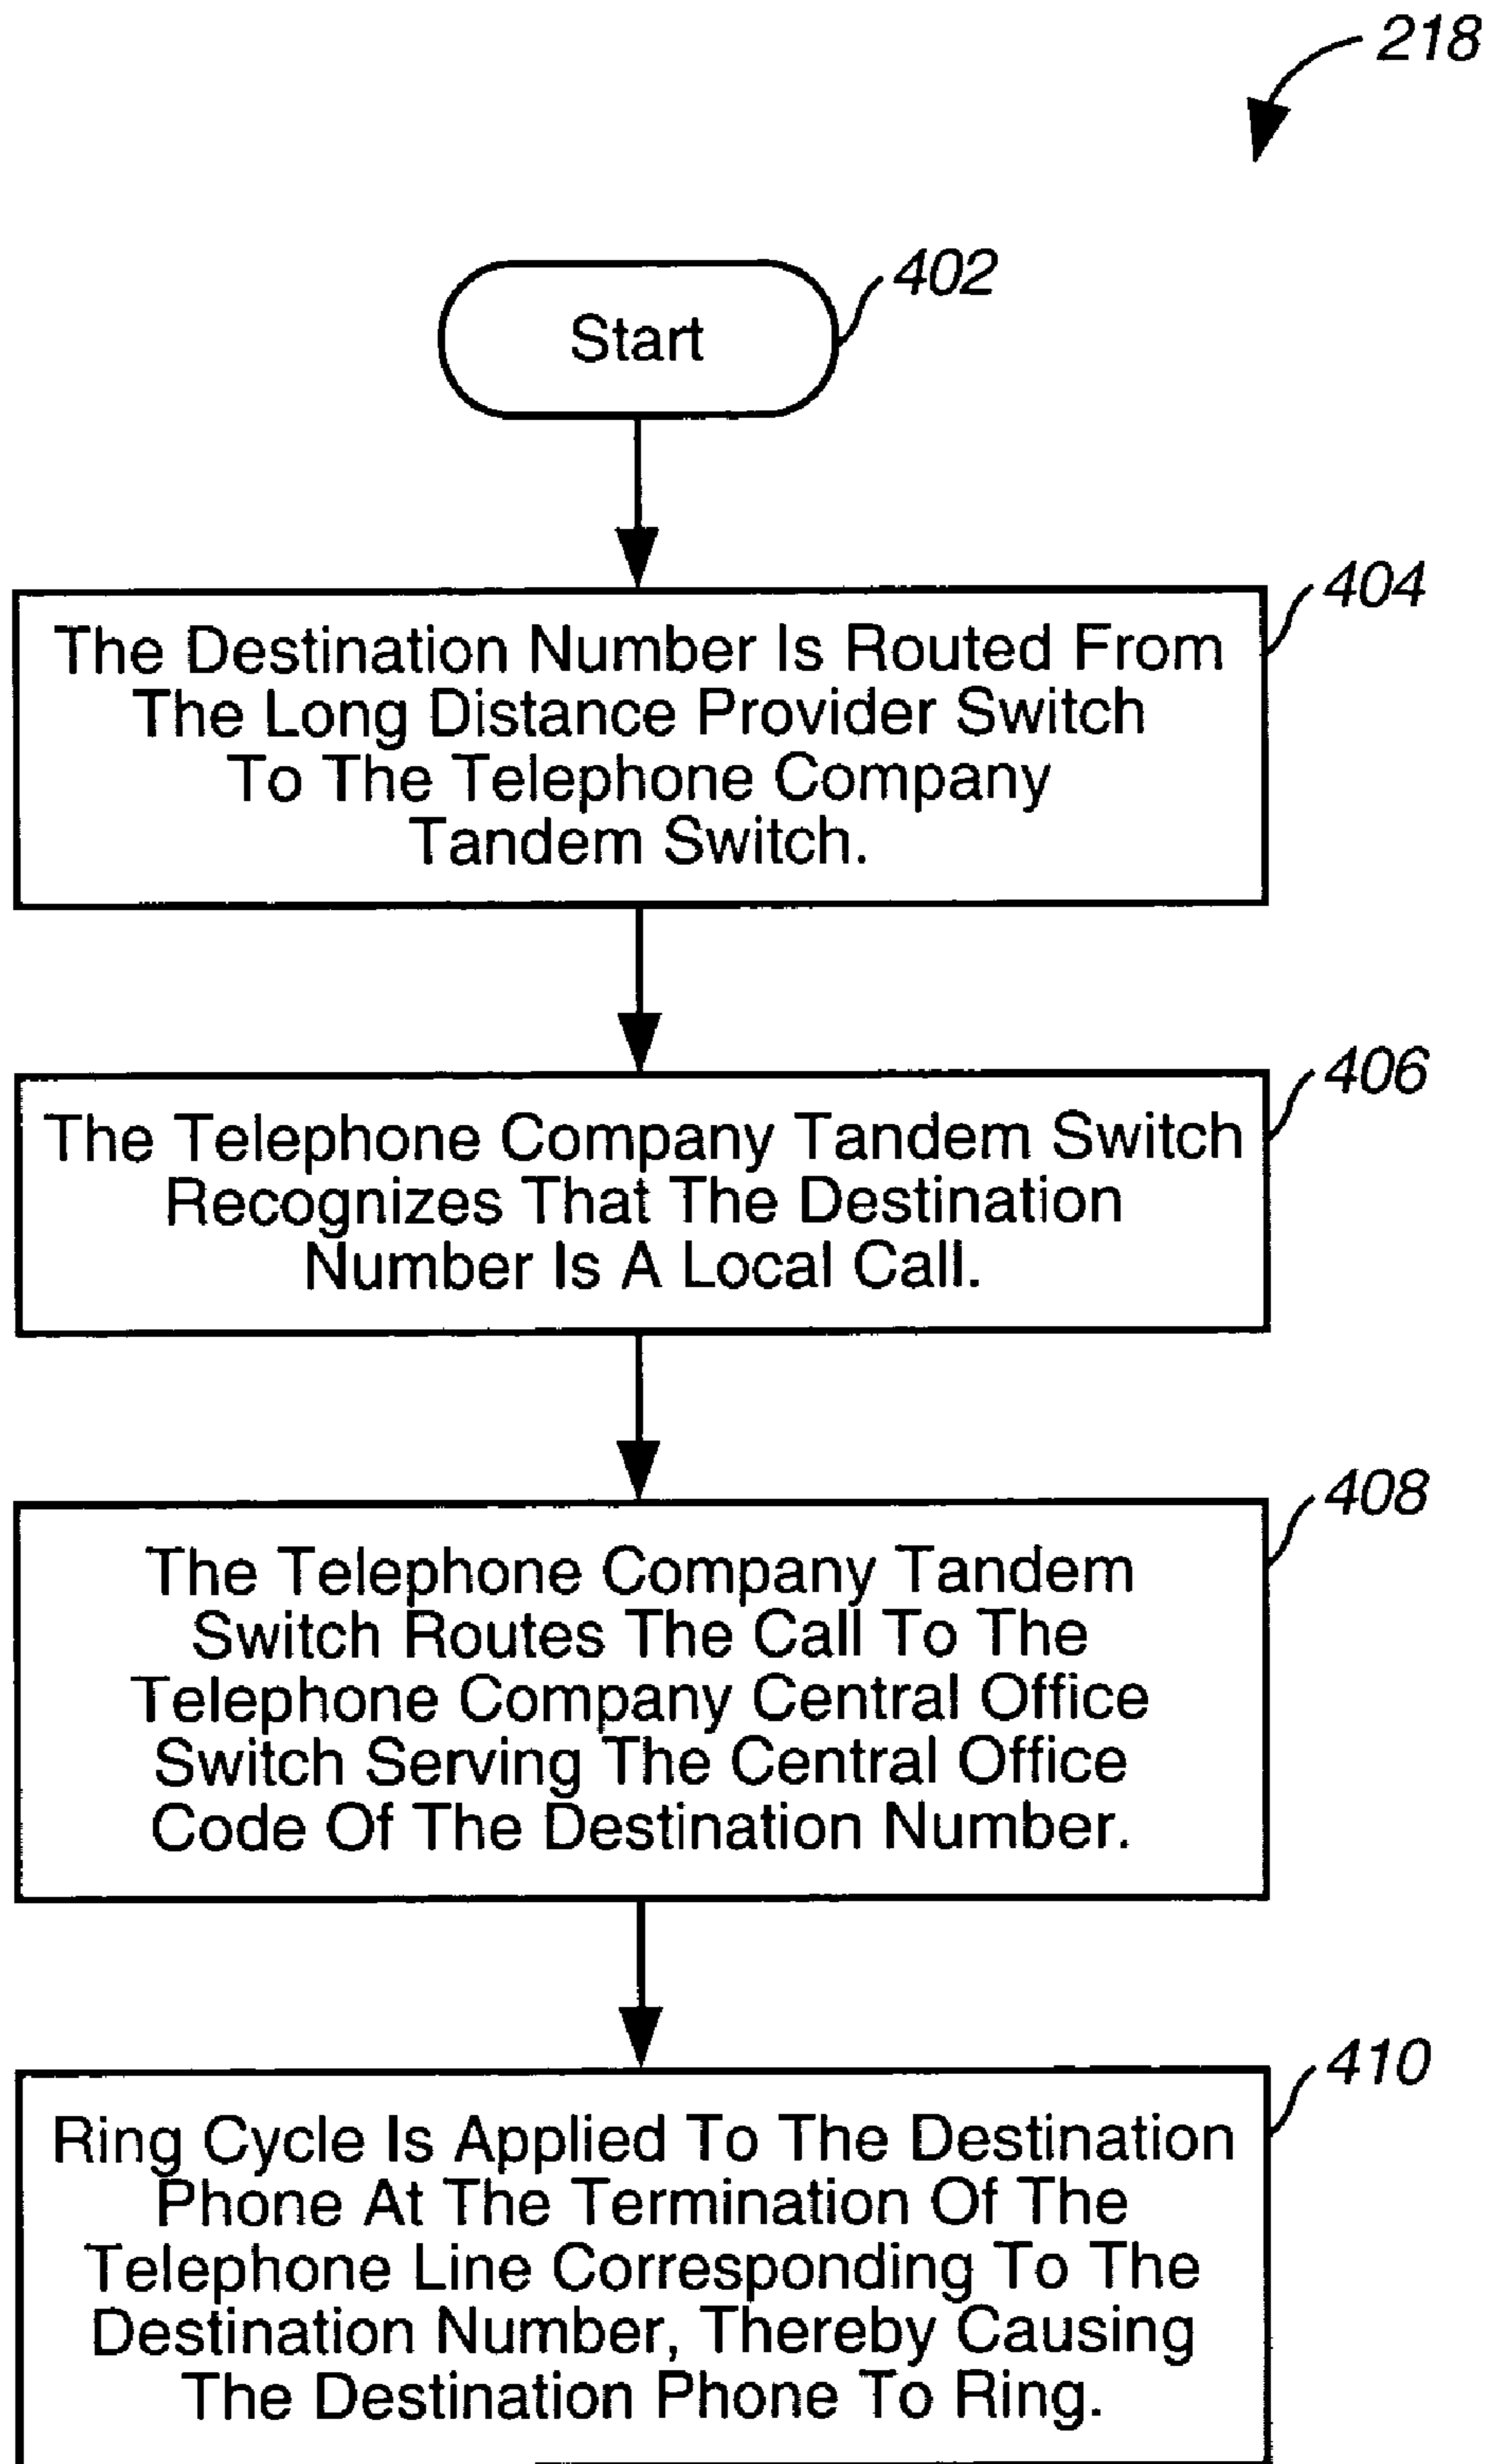 218
402
Start
404
The Destination Number Is Routed From
The Long Distance Provider Switch
To The Telephone Company
Tandem Switch.
406
The Telephone Company Tandem Switch
Recognizes That The Destination
Number Is A Local Call.
408
The Telephone Company Tandem
Switch Routes The Call To The
Telephone Company Central Office
Switch Serving The Central Office
Code Of The Destination Number.
410
Ring Cycle Is Applied To The Destination
Phone At The Termination Of The
Telephone Line Corresponding To The
Destination Number, Thereby Causing
The Destination Phone To Ring.